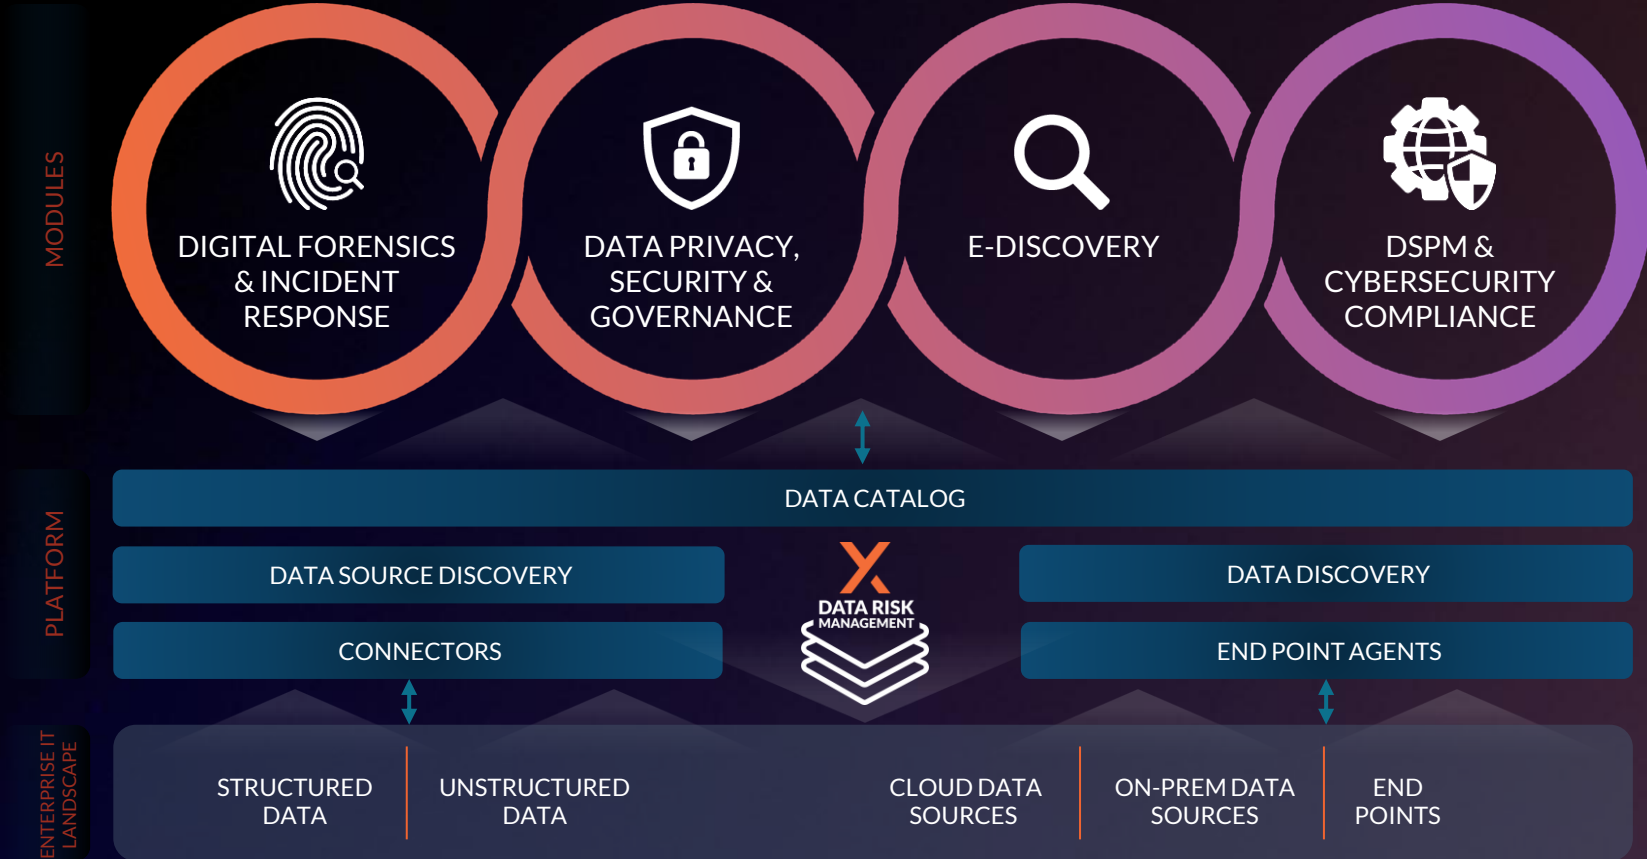 MODULES
DIGITAL FORENSICS
& INCIDENT
RESPONSE
DATA PRIVACY,
SECURITY &
GOVERNANCE
E-DISCOVERY
DSPM &
CYBERSECURITY
COMPLIANCE
PLATFORM
DATA CATALOG
DATA SOURCE DISCOVERY
DATA RISK
MANAGEMENT
DATA DISCOVERY
CONNECTORS
END POINT AGENTS
ENTERPRISE IT
LANDSCAPE
STRUCTURED
DATA
UNSTRUCTURED
DATA
CLOUD DATA
SOURCES
ON-PREM DATA
SOURCES
END
POINTS